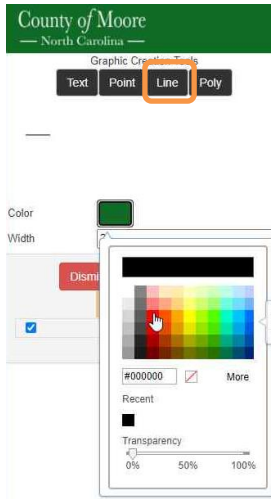 County of Moore
North Carolina
Graphic Creation Tools
Text Point Line Poly
Color
Width
#000000 More
Recent
Transparency
0% 50% 100%